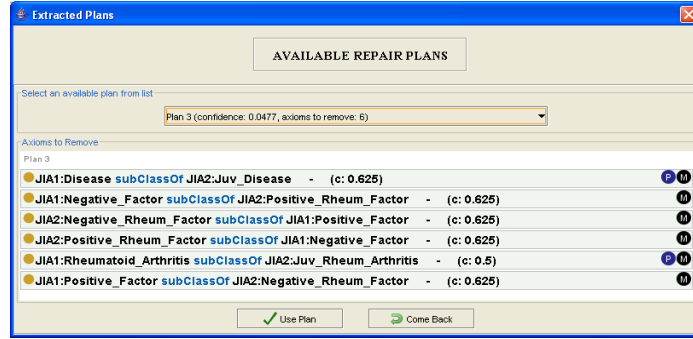 Extracted Plans
AVAILABLE REPAIR PLANS
Select an available plan from list
Plan 3 (confidence: 0.0477, axioms to remove: 6)
Axioms to Remove
Plan 3
JIA1:Disease subClassOf JIA2:Juv_Disease - (c: 0.625) P M
JIA1:Negative_Factor subClassOf JIA2:Positive_Rheum_Factor - (c: 0.625) M
JIA2:Negative_Rheum_Factor subClassOf JIA1:Positive_Factor - (c: 0.625) M
JIA2:Positive_Rheum_Factor subClassOf JIA1:Negative_Factor - (c: 0.625) M
JIA1:Rheumatoid_Arthritis subClassOf JIA2:Juv_Rheum_Arthritis - (c: 0.5) P M
JIA1:Positive_Factor subClassOf JIA2:Negative_Rheum_Factor - (c: 0.625) M
Use Plan Come Back